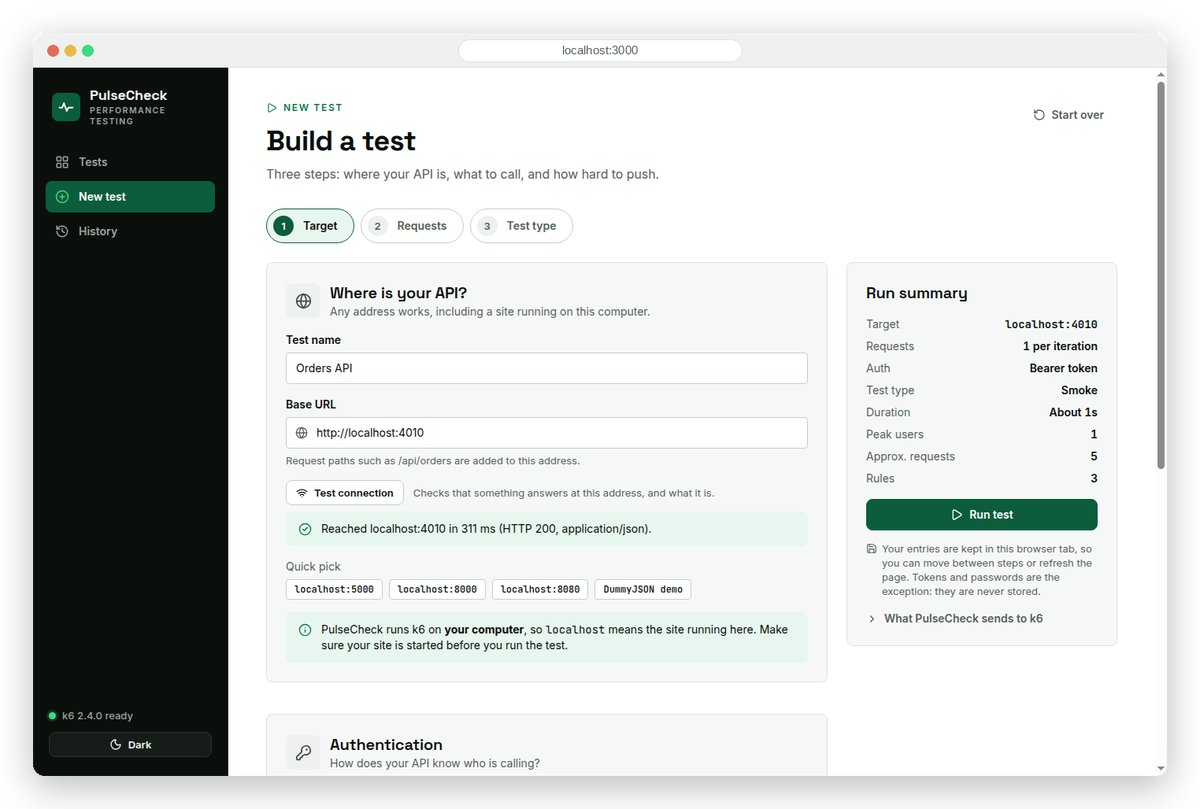 localhost:3000
PulseCheck
PERFORMANCE
TESTING
Tests
New test
History
k6 2.4.0 ready
Dark
NEW TEST
Start over
Build a test
Three steps: where your API is, what to call, and how hard to push.
1 Target
2 Requests
3 Test type
Where is your API?
Any address works, including a site running on this computer.
Test name
Orders API
Base URL
http://localhost:4010
Request paths such as /api/orders are added to this address.
Test connection
Checks that something answers at this address, and what it is.
Reached localhost:4010 in 311 ms (HTTP 200, application/json).
Quick pick
localhost:5000
localhost:8000
localhost:8080
DummyJSON demo
PulseCheck runs k6 on your computer, so localhost means the site running here. Make
sure your site is started before you run the test.
Authentication
How does your API know who is calling?
Run summary
Target localhost:4010
Requests 1 per iteration
Auth Bearer token
Test type Smoke
Duration About 1s
Peak users 1
Approx. requests 5
Rules 3
Run test
Your entries are kept in this browser tab, so
you can move between steps or refresh the
page. Tokens and passwords are the
exception: they are never stored.
What PulseCheck sends to k6